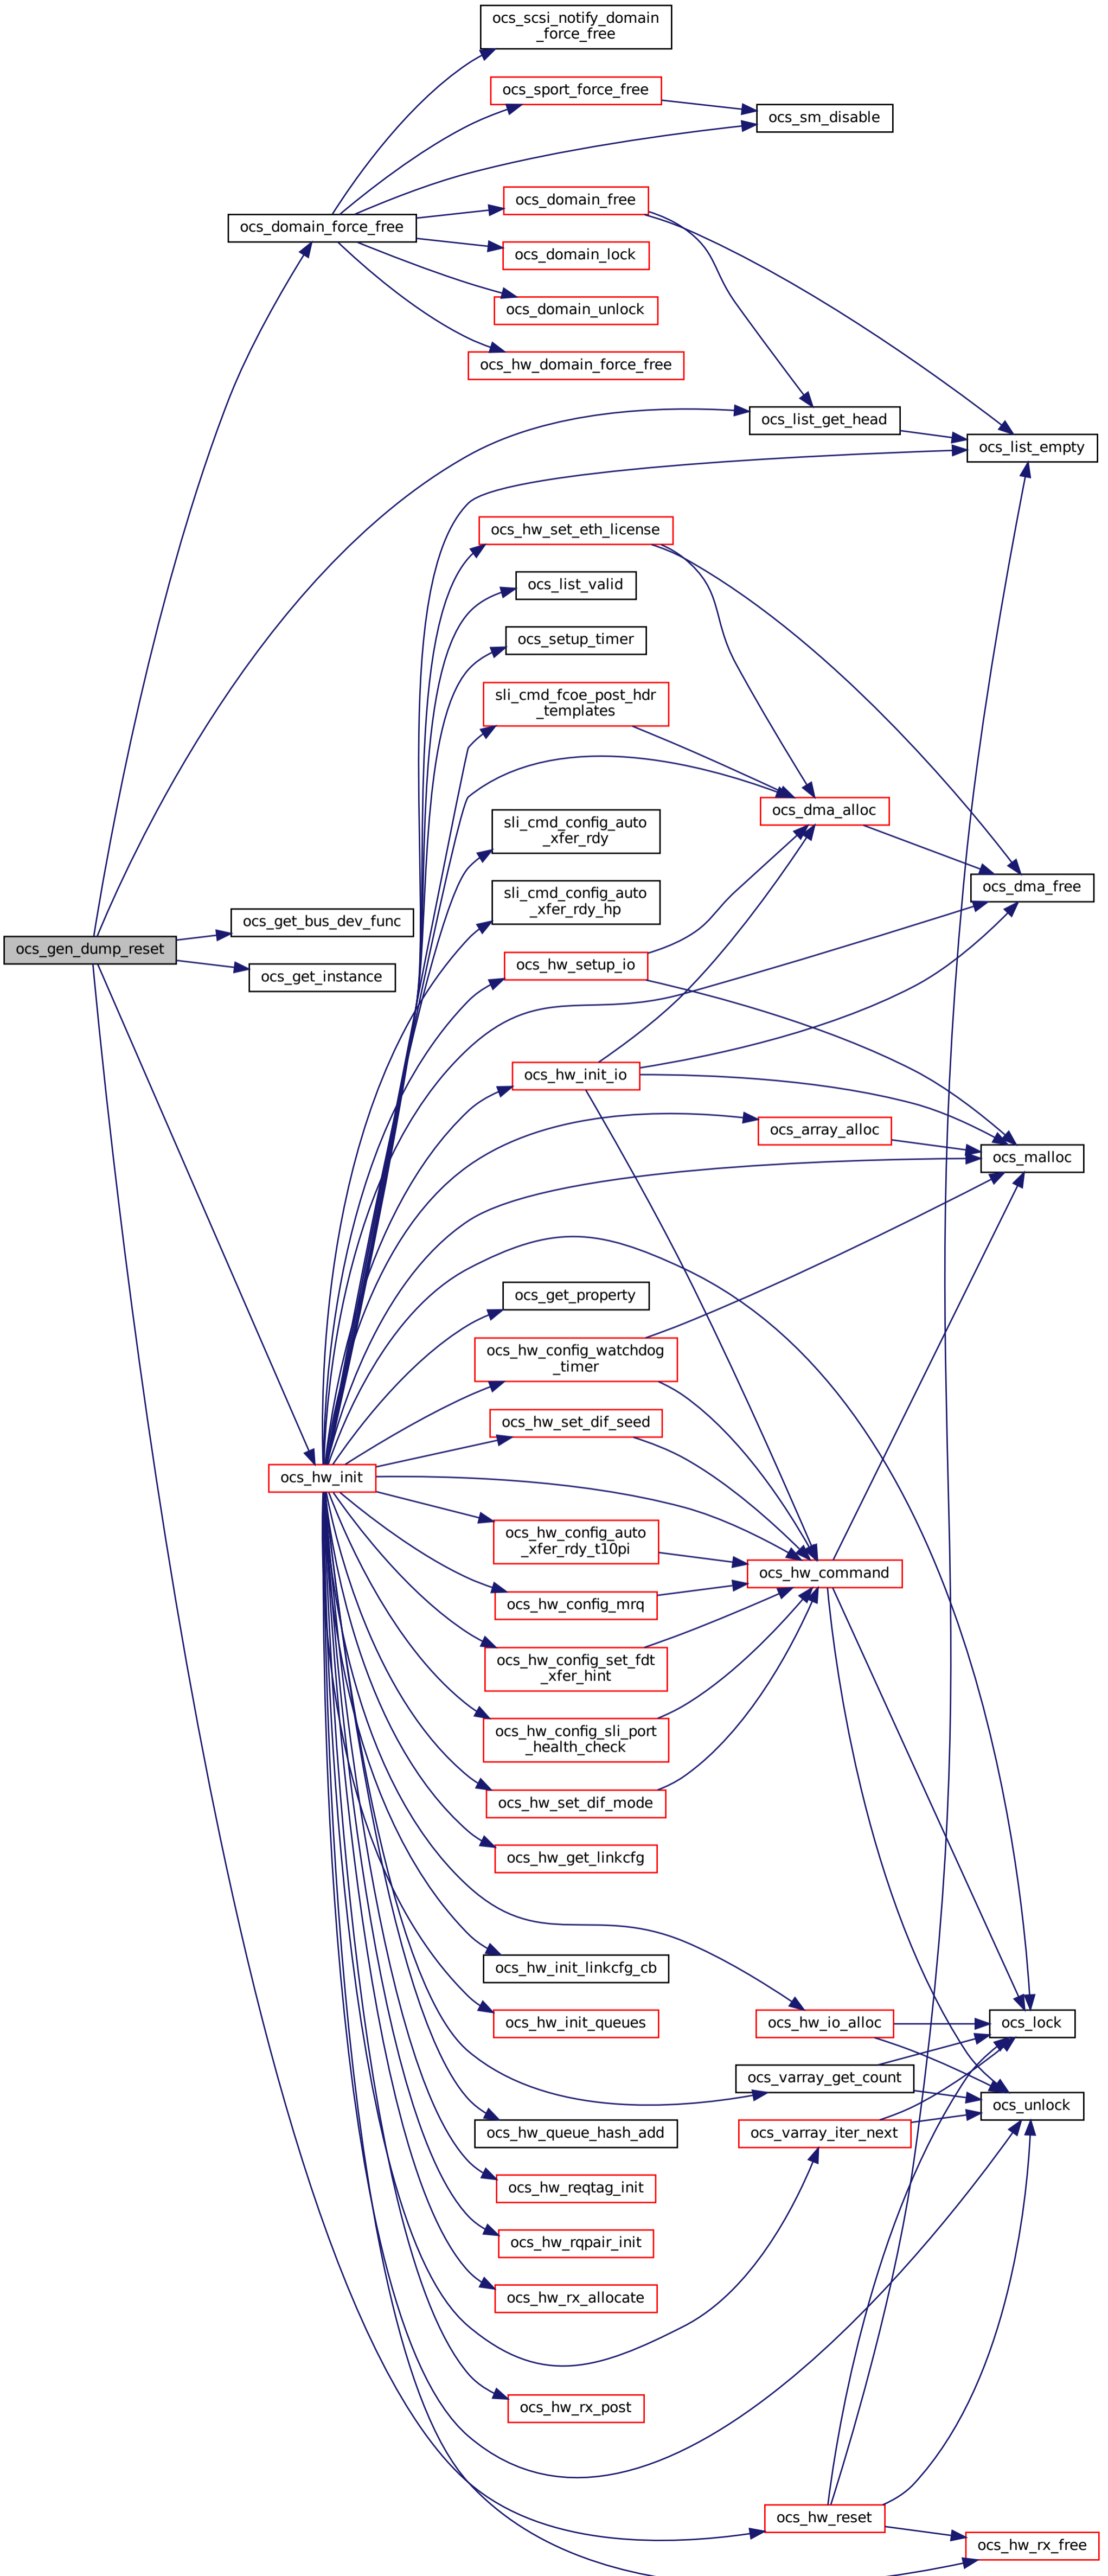 ocs_scsi_notify_domain
_force_free
ocs_sport_force_free
ocs_sm_disable
ocs_domain_free
ocs_domain_force_free
ocs_domain_lock
ocs_domain_unlock
ocs_hw_domain_force_free
ocs_list_get_head
ocs_list_empty
ocs_hw_set_eth_license
ocs_list_valid
ocs_setup_timer
sli_cmd_fcoe_post_hdr
_templates
ocs_dma_alloc
sli_cmd_config_auto
_xfer_rdy
ocs_dma_free
sli_cmd_config_auto
_xfer_rdy_hp
ocs_get_bus_dev_func
ocs_gen_dump_reset
ocs_hw_setup_io
ocs_get_instance
ocs_hw_init_io
ocs_array_alloc
ocs_malloc
ocs_get_property
ocs_hw_config_watchdog
_timer
ocs_hw_set_dif_seed
ocs_hw_init
ocs_hw_config_auto
_xfer_rdy_t10pi
ocs_hw_command
ocs_hw_config_mrq
ocs_hw_config_set_fdt
_xfer_hint
ocs_hw_config_sli_port
_health_check
ocs_hw_set_dif_mode
ocs_hw_get_linkcfg
ocs_hw_init_linkcfg_cb
ocs_hw_init_queues
ocs_hw_io_alloc
ocs_lock
ocs_varray_get_count
ocs_unlock
ocs_hw_queue_hash_add
ocs_varray_iter_next
ocs_hw_reqtag_init
ocs_hw_rqpair_init
ocs_hw_rx_allocate
ocs_hw_rx_post
ocs_hw_reset
ocs_hw_rx_free